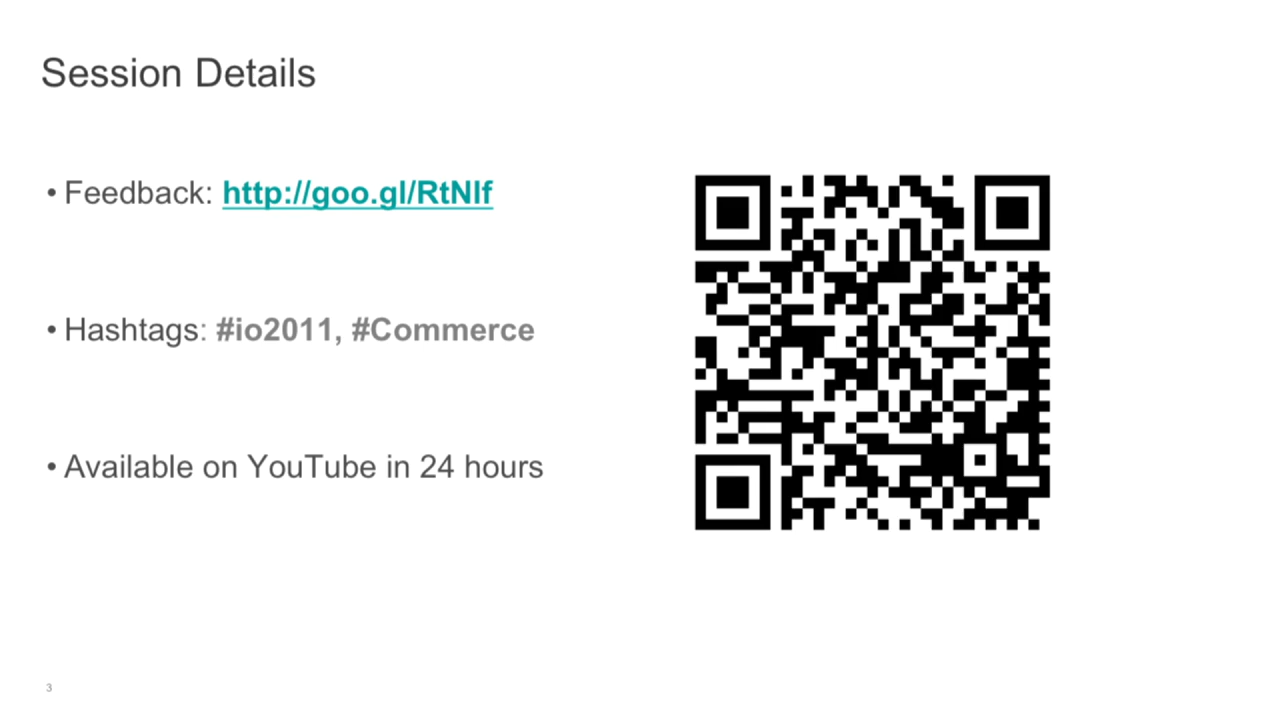 Session Details
• Feedback: http://goo.gl/RtNIf
• Hashtags: #io2011, #Commerce
• Available on YouTube in 24 hours
3